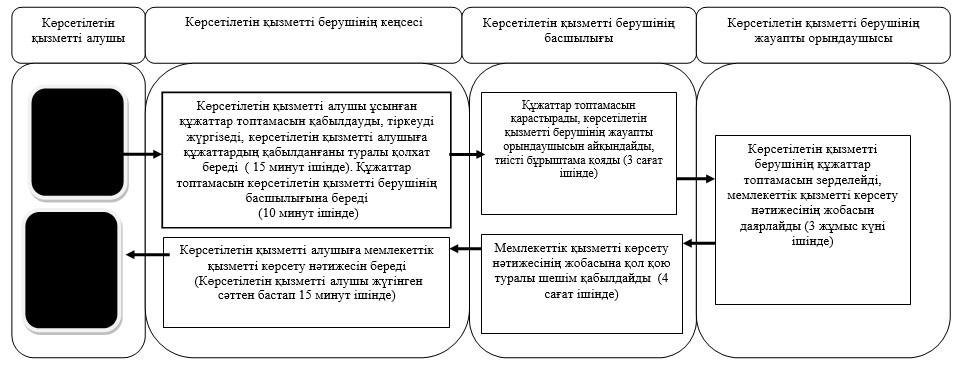 Көрсетілетін
қызметті алушы
Көрсетілетін қызметті берушінің кеңсесі
Көрсетілетін қызметті берушінің
басшылығы
Көрсетілетін қызметті берушінің
жауапты орындаушысы
Көрсетілетін қызметті алушы ұсынған
құжаттар топтамасын қабылдауды, тіркеуді
жүргізеді, көрсетілетін қызметті алушыға
құжаттардың қабылданғаны туралы қолхат
береді ( 15 минут ішінде). Құжаттар
топтамасын көрсетілетін қызметті берушінің
басшылығына береді
(10 минут ішінде)
Құжаттар топтамасын
қарастырады, көрсетілетін
қызметті берушінің жауапты
орындаушысын айқындайды,
тиісті бұрыштама қояды (3 сағат
ішінде)
Көрсетілетін қызметті
берушінің құжаттар
топтамасын зерделейді,
мемлекеттік қызметті көрсету
нәтижесінің жобасын
даярлайды (3 жұмыс күні
ішінде)
Мемлекеттік қызметті көрсету
нәтижесінің жобасына қол қою
туралы шешім қабылдайды (4
сағат ішінде)
Көрсетілетін қызметті алушыға мемлекеттік
қызметті көрсету нәтижесін береді
(Көрсетілетін қызметті алушы жүгінген
сәттен бастап 15 минут ішінде)